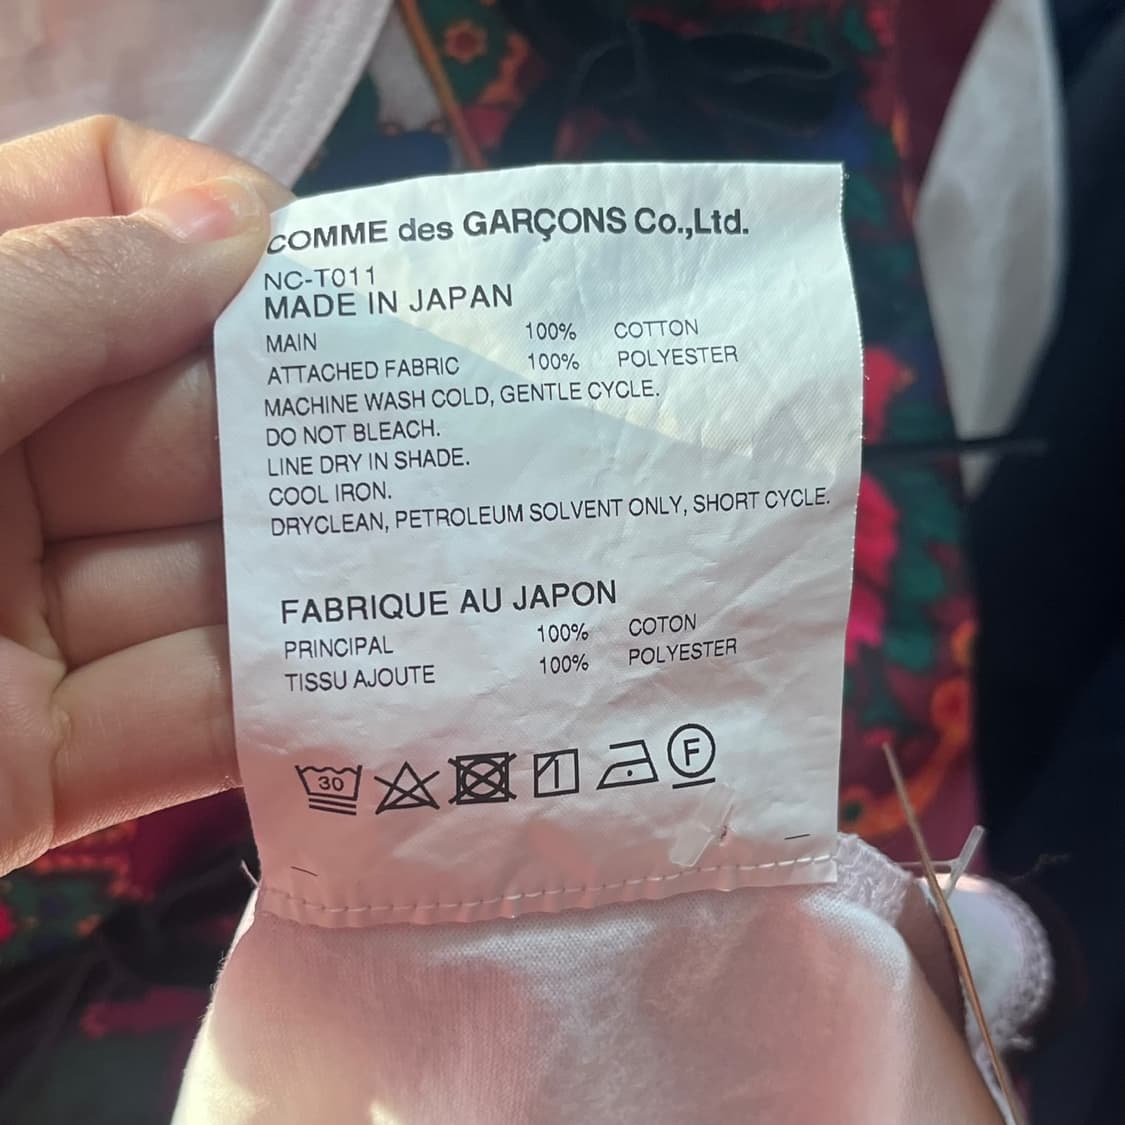 COMME des GARÇONS Co.,Ltd.
NC-T011
MADE IN JAPAN
MAIN 100% COTTON
ATTACHED FABRIC 100% POLYESTER
MACHINE WASH COLD, GENTLE CYCLE.
DO NOT BLEACH.
LINE DRY IN SHADE.
COOL IRON.
DRYCLEAN, PETROLEUM SOLVENT ONLY, SHORT CYCLE.
FABRIQUE AU JAPON
PRINCIPAL 100% COTON
TISSU AJOUTE 100% POLYESTER
30 F